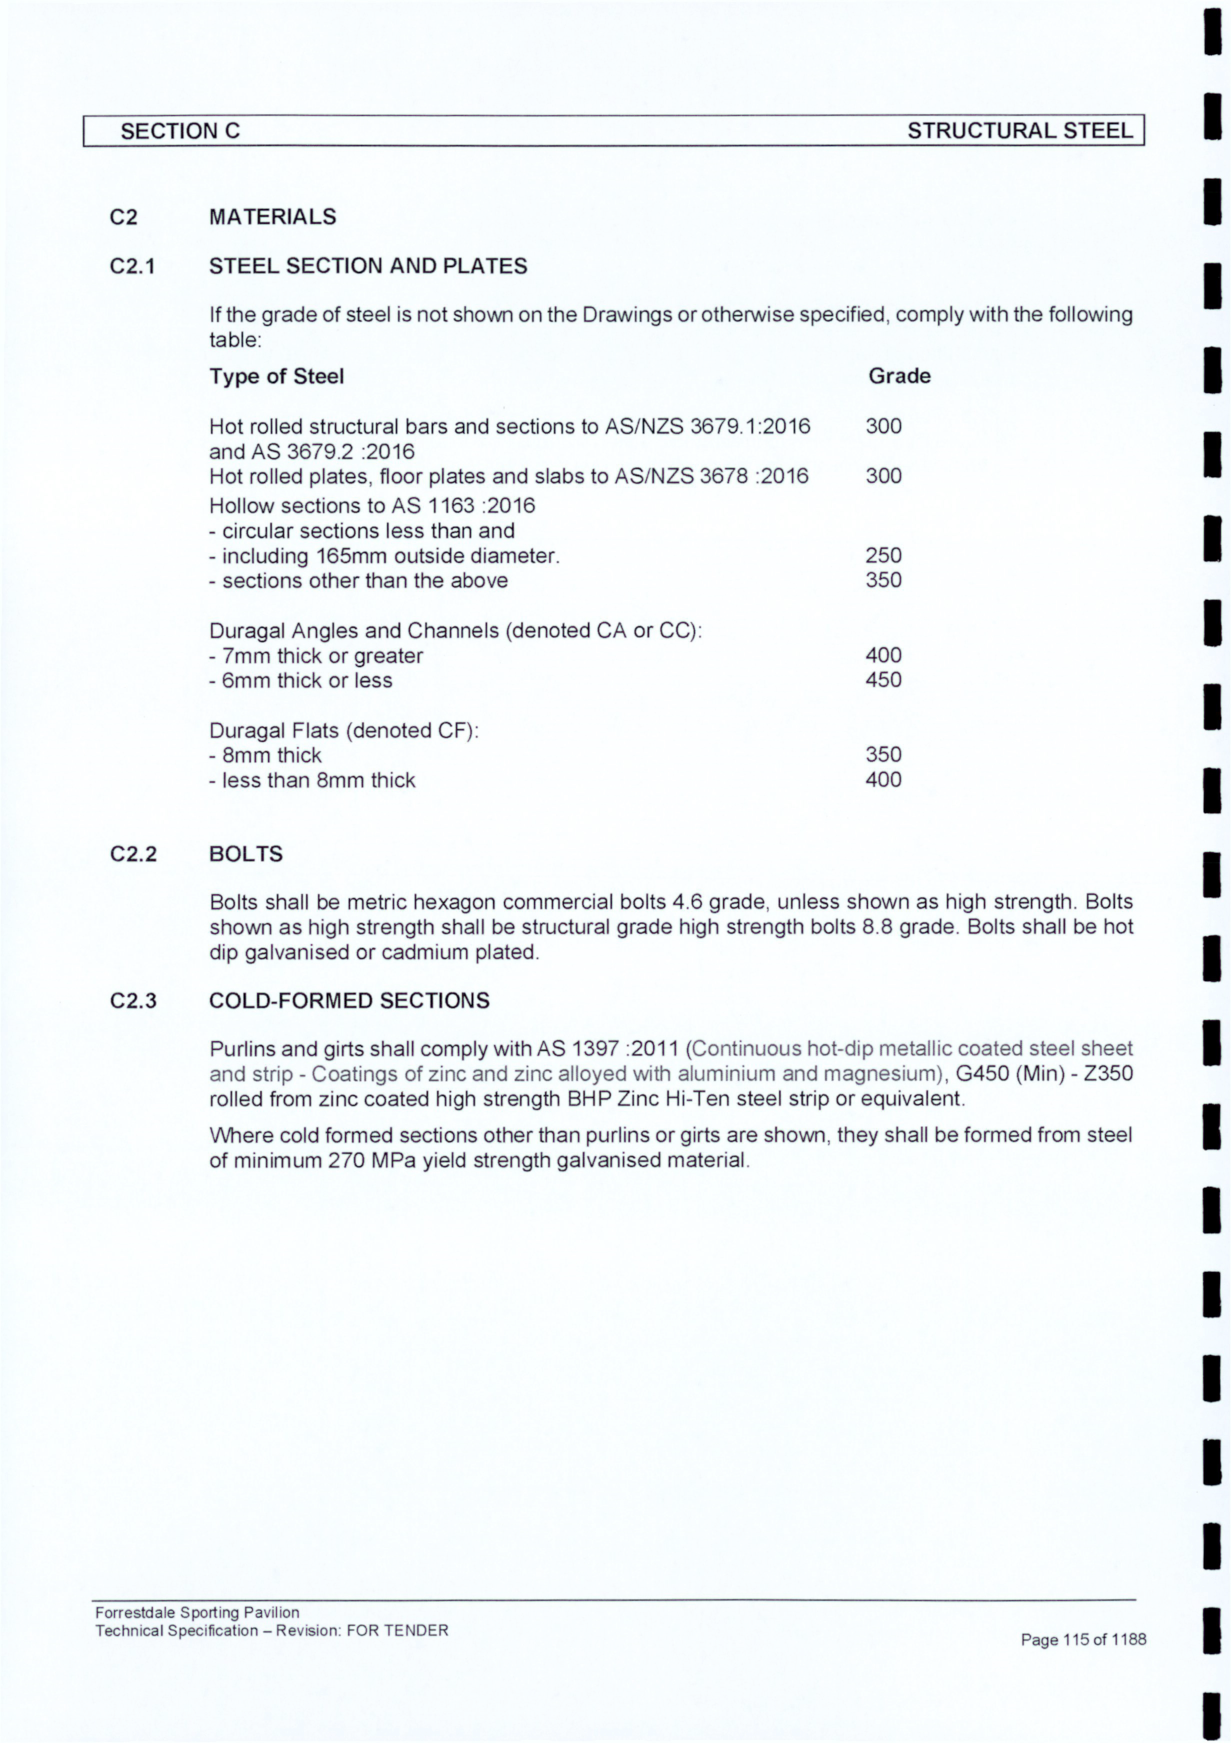 SECTION C STRUCTURAL STEEL
C2 MATERIALS
C2.1 STEEL SECTION AND PLATES
If the grade of steel is not shown on the Drawings or otherwise specified, comply with the following
table:
Type of Steel Grade
Hot rolled structural bars and sections to AS/NZS 3679.1:2016 300
and AS 3679.2 :2016
Hot rolled plates, floor plates and slabs to AS/NZS 3678 :2016 300
Hollow sections to AS 1163 :2016
- circular sections less than and
- including 165mm outside diameter. 250
- sections other than the above 350
Duragal Angles and Channels (denoted CA or CC):
- 7mm thick or greater 400
- 6mm thick or less 450
Duragal Flats (denoted CF):
- 8mm thick 350
- less than 8mm thick 400
C2.2 BOLTS
Bolts shall be metric hexagon commercial bolts 4.6 grade, unless shown as high strength. Bolts
shown as high strength shall be structural grade high strength bolts 8.8 grade. Bolts shall be hot
dip galvanised or cadmium plated.
C2.3 COLD-FORMED SECTIONS
Purlins and girts shall comply with AS 1397 :2011 (Continuous hot-dip metallic coated steel sheet
and strip - Coatings of zinc and zinc alloyed with aluminium and magnesium), G450 (Min) - Z350
rolled from zinc coated high strength BHP Zinc Hi-Ten steel strip or equivalent.
Where cold formed sections other than purlins or girts are shown, they shall be formed from steel
of minimum 270 MPa yield strength galvanised material.
Forrestdale Sporting Pavilion
Technical Specification – Revision: FOR TENDER
Page 115 of 1188